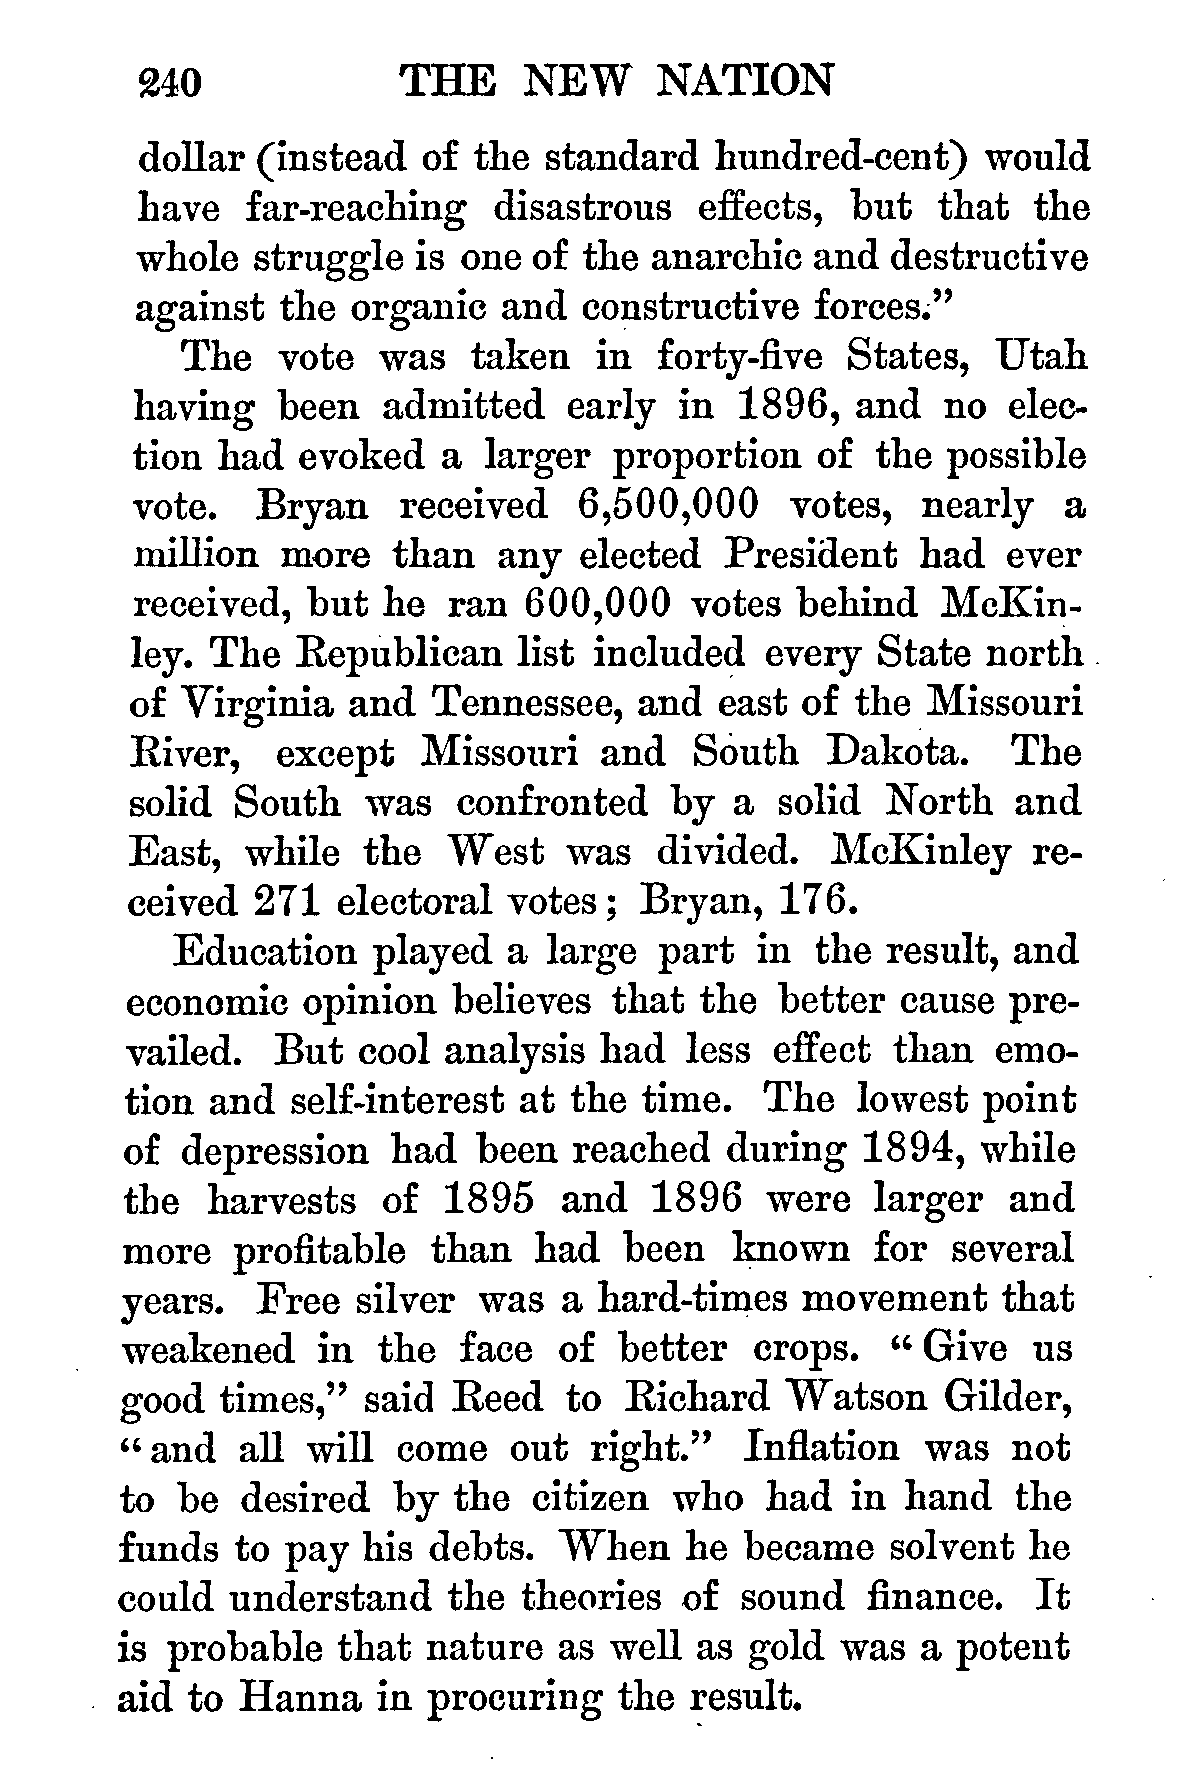 240 THE NEW NATION
dollar (instead of the standard hundred-cent) would
have far-reaching disastrous effects, but that the
whole struggle is one of the anarchic and destructive
against the organic and constructive forces."
The vote was taken in forty-five States, Utah
having been admitted early in 1896, and no elec-
tion had evoked a larger proportion of the possible
vote. Bryan received 6,500,000 votes, nearly a
million more than any elected President had ever
received, but he ran 600,000 votes behind McKin-
ley. The Republican list included every State north
of Virginia and Tennessee, and east of the Missouri
River, except Missouri and South Dakota. The
solid South was confronted by a solid North and
East, while the West was divided. McKinley re-
ceived 271 electoral votes; Bryan, 176.
Education played a large part in the result, and
economic opinion believes that the better cause pre-
vailed. But cool analysis had less effect than emo-
tion and self-interest at the time. The lowest point
of depression had been reached during 1894, while
the harvests of 1895 and 1896 were larger and
more profitable than had been known for several
years. Free silver was a hard-times movement that
weakened in the face of better crops. "Give us
good times," said Reed to Richard Watson Gilder,
"and all will come out right." Inflation was not
to be desired by the citizen who had in hand the
funds to pay his debts. When he became solvent he
could understand the theories of sound finance. It
is probable that nature as well as gold was a potent
aid to Hanna in procuring the result.